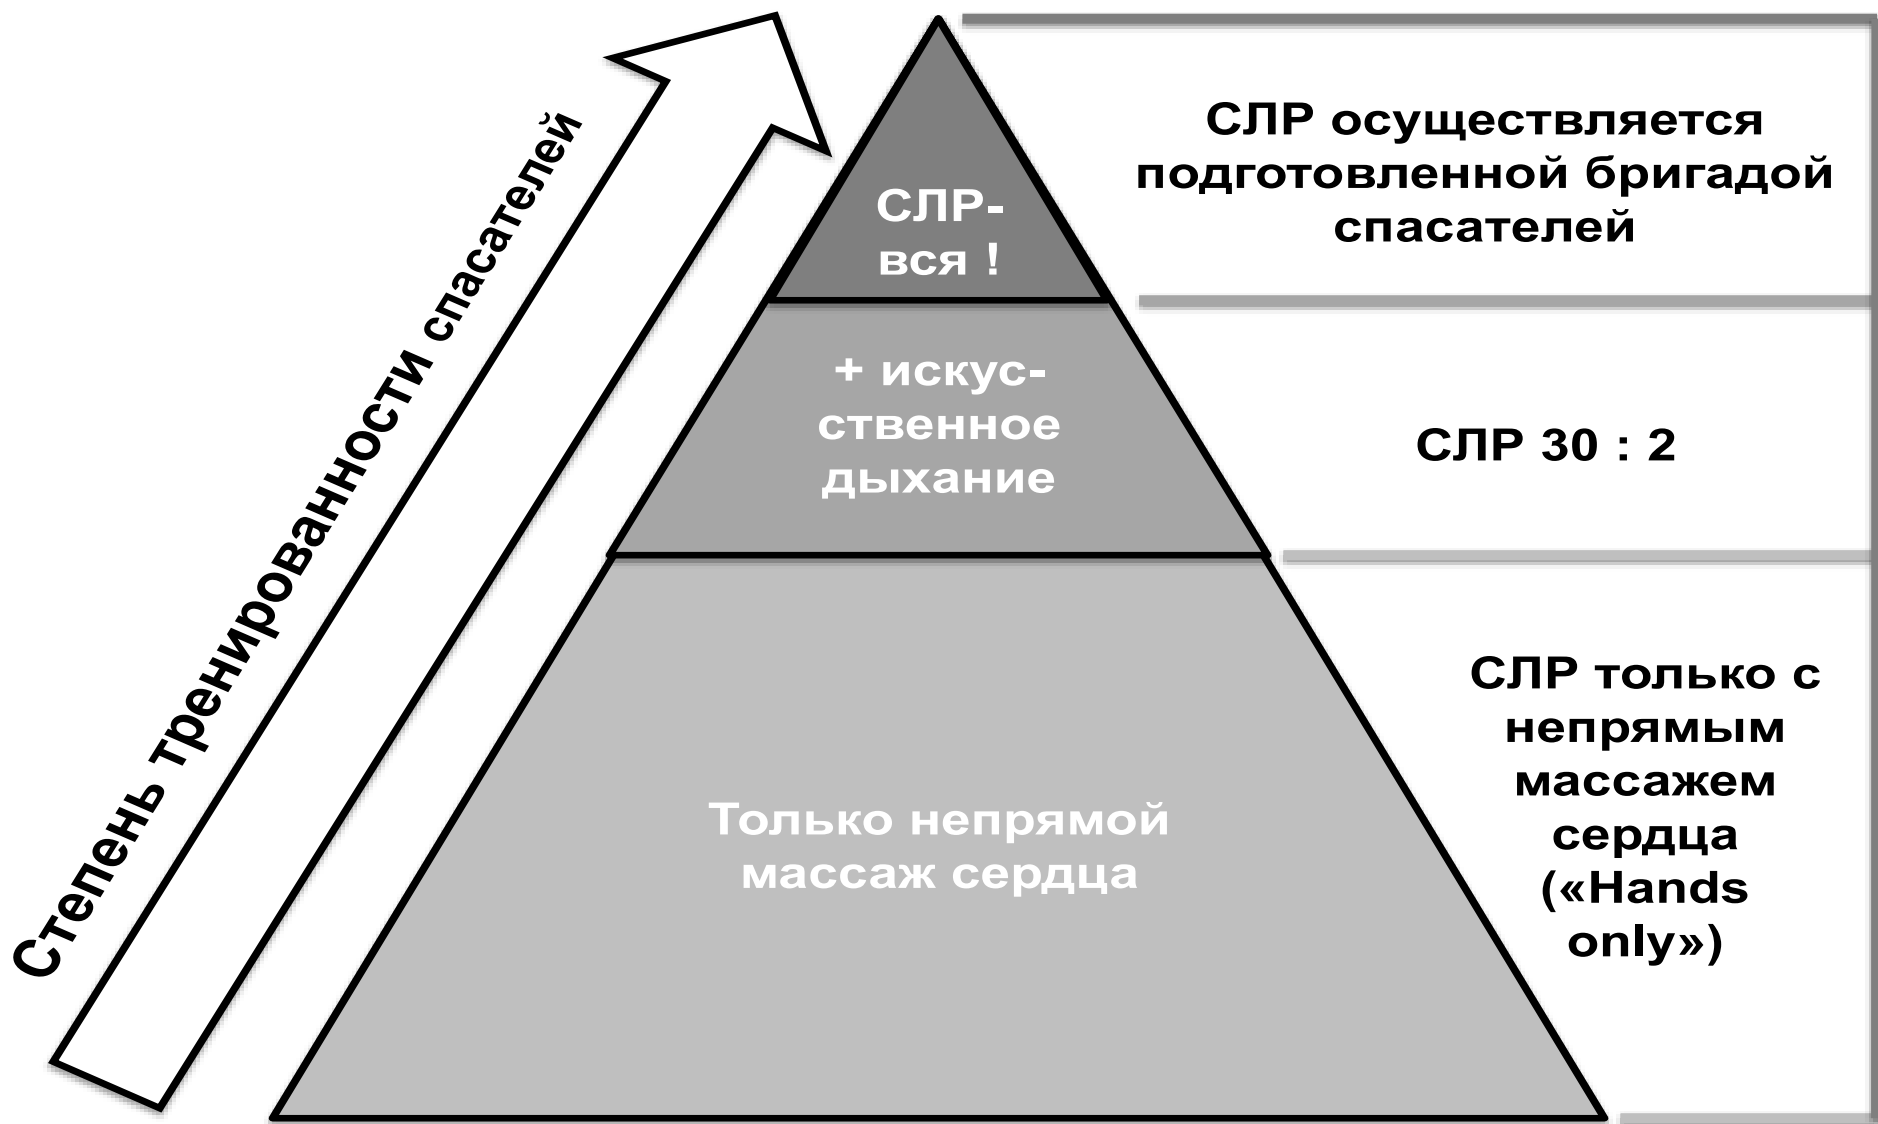 Степень тренированности спасателей
СЛР-
вся !
+ искус-
ственное
дыхание
Только непрямой
массаж сердца
СЛР осуществляется
подготовленной бригадой
спасателей
СЛР 30 : 2
СЛР только с
непрямым
массажем
сердца
(«Hands
only»)